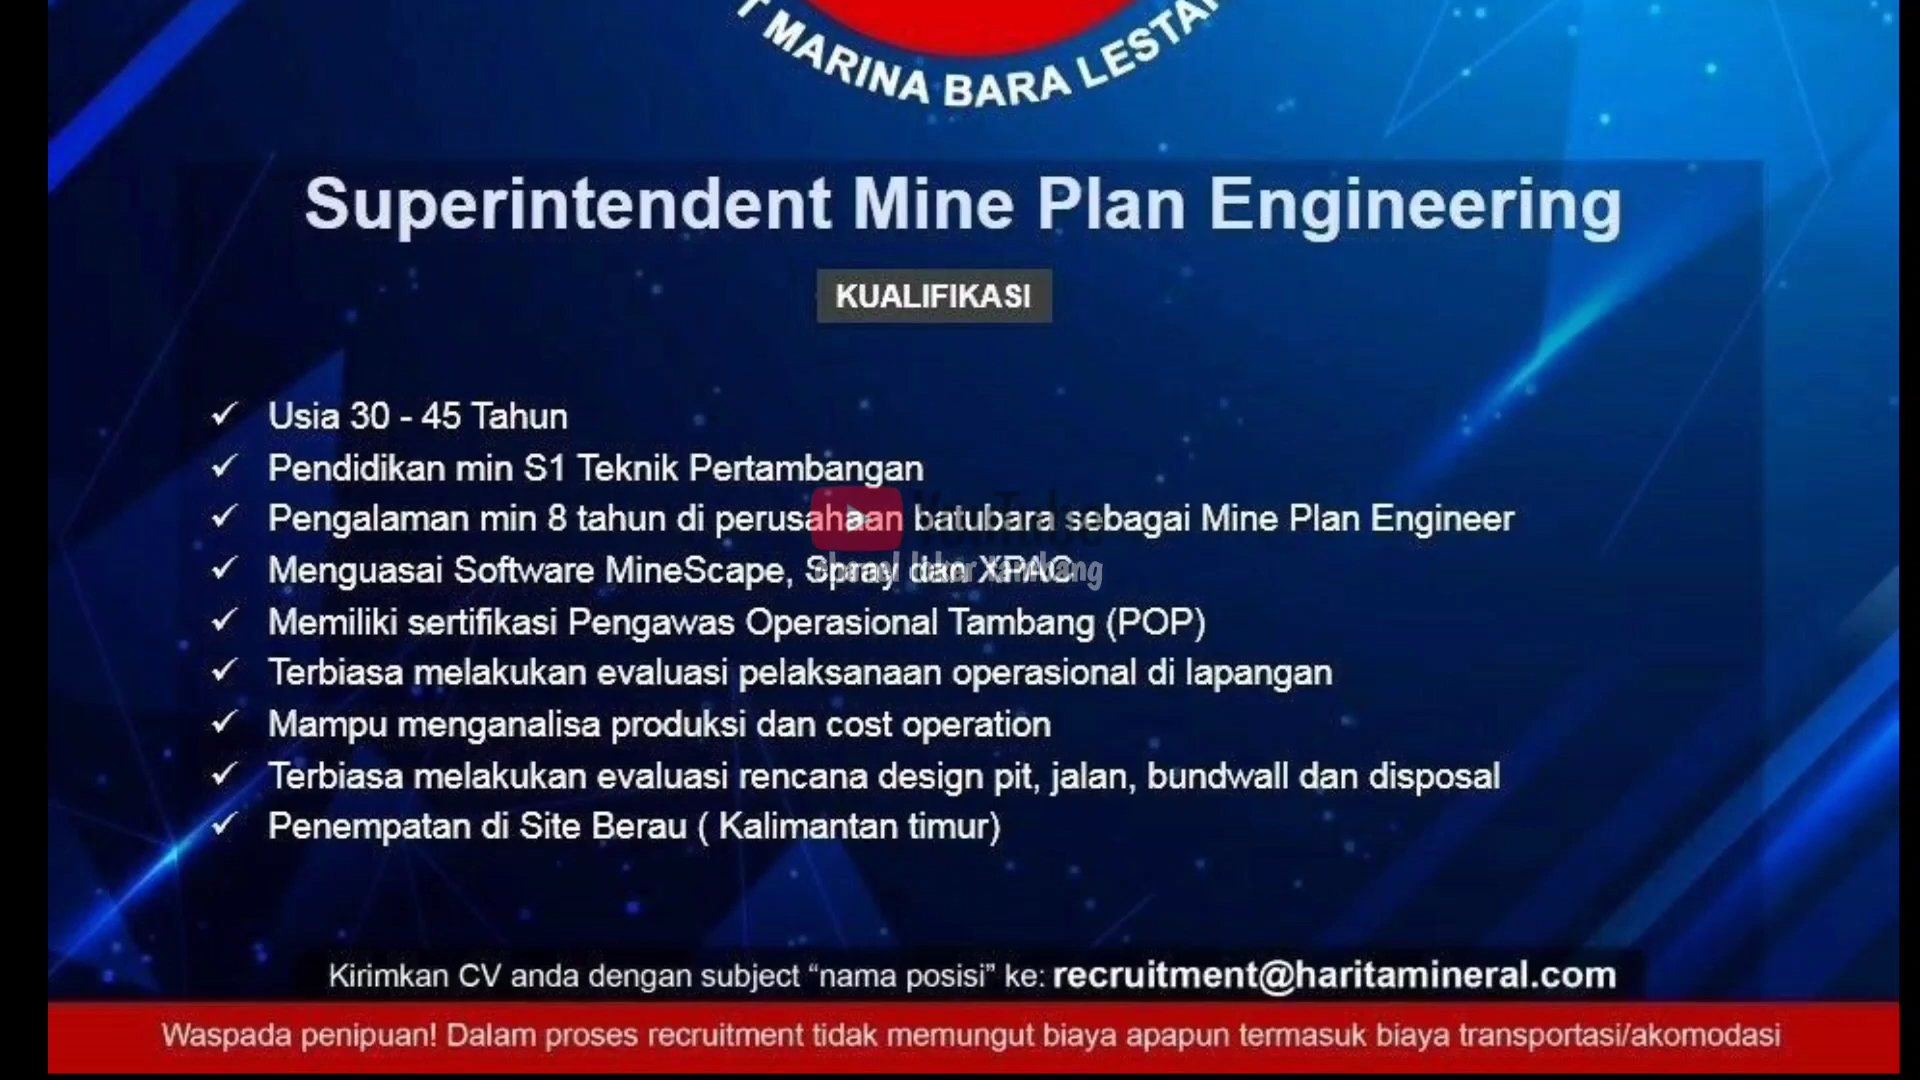 MARINA BARA LESTA
Superintendent Mine Plan Engineering
KUALIFIKASI
✓ Usia 30 - 45 Tahun
✓ Pendidikan min S1 Teknik Pertambangan
✓ Pengalaman min 8 tahun di perusahaan batubara sebagai Mine Plan Engineer
YouTube
✓ Menguasai Software MineScape, Spray dan XPAC
loker tambang
✓ Memiliki sertifikasi Pengawas Operasional Tambang (POP)
✓ Terbiasa melakukan evaluasi pelaksanaan operasional di lapangan
✓ Mampu menganalisa produksi dan cost operation
✓ Terbiasa melakukan evaluasi rencana design pit, jalan, bundwall dan disposal
✓ Penempatan di Site Berau ( Kalimantan timur)
Kirimkan CV anda dengan subject “nama posisi” ke: recruitment@haritamineral.com
Waspada penipuan! Dalam proses recruitment tidak memungut biaya apapun termasuk biaya transportasi/akomodasi